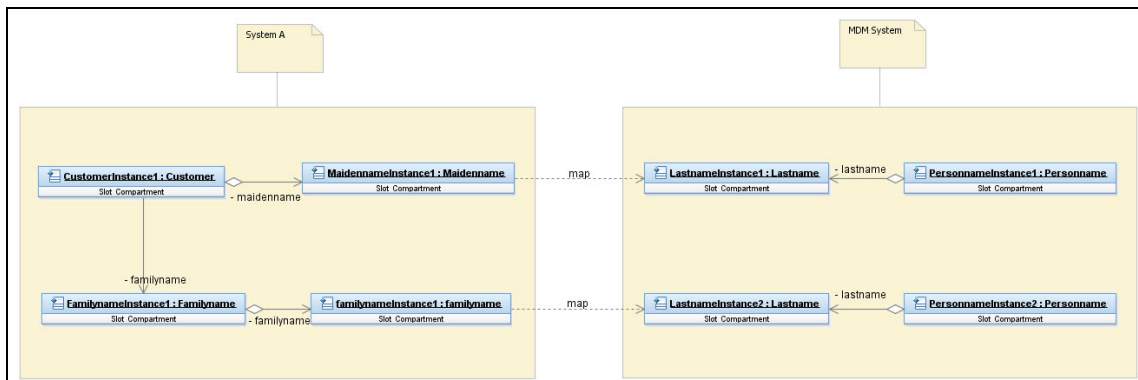 System A
MDM System
CustomerInstance1 : Customer
Slot Compartment
- maidenname
MaidennameInstance1 : Maidenname
Slot Compartment
map
LastnameInstance1 : Lastname
Slot Compartment
- lastname
PersonnameInstance1 : Personname
Slot Compartment
- familyname
FamilynameInstance1 : Familyname
Slot Compartment
- familyname
familynameInstance1 : familyname
Slot Compartment
map
LastnameInstance2 : Lastname
Slot Compartment
- lastname
PersonnameInstance2 : Personname
Slot Compartment